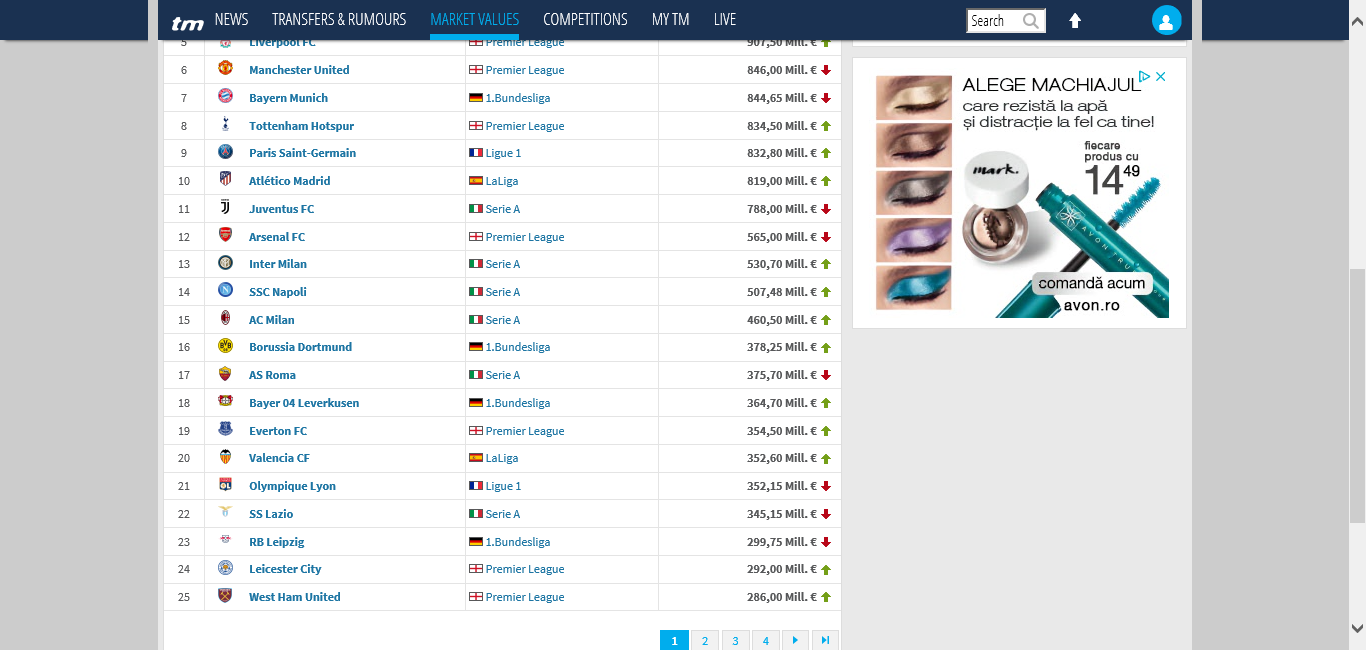 tm NEWS TRANSFERS & RUMOURS MARKET VALUES COMPETITIONS MY TM LIVE Search
5 Liverpool FC Premier League 907,50 Mill. €
6 Manchester United Premier League 846,00 Mill. €
7 Bayern Munich 1.Bundesliga 844,65 Mill. €
8 Tottenham Hotspur Premier League 834,50 Mill. €
9 Paris Saint-Germain Ligue 1 832,80 Mill. €
10 Atlético Madrid LaLiga 819,00 Mill. €
11 Juventus FC Serie A 788,00 Mill. €
12 Arsenal FC Premier League 565,00 Mill. €
13 Inter Milan Serie A 530,70 Mill. €
14 SSC Napoli Serie A 507,48 Mill. €
15 AC Milan Serie A 460,50 Mill. €
16 Borussia Dortmund 1.Bundesliga 378,25 Mill. €
17 AS Roma Serie A 375,70 Mill. €
18 Bayer 04 Leverkusen 1.Bundesliga 364,70 Mill. €
19 Everton FC Premier League 354,50 Mill. €
20 Valencia CF LaLiga 352,60 Mill. €
21 Olympique Lyon Ligue 1 352,15 Mill. €
22 SS Lazio Serie A 345,15 Mill. €
23 RB Leipzig 1.Bundesliga 299,75 Mill. €
24 Leicester City Premier League 292,00 Mill. €
25 West Ham United Premier League 286,00 Mill. €
1 2 3 4
ALEGE MACHIAJUL
care rezistă la apă
și distracție la fel ca tine!
fiecare
produs cu
14 49
mark.
AVON TRU
comandă acum
avon.ro